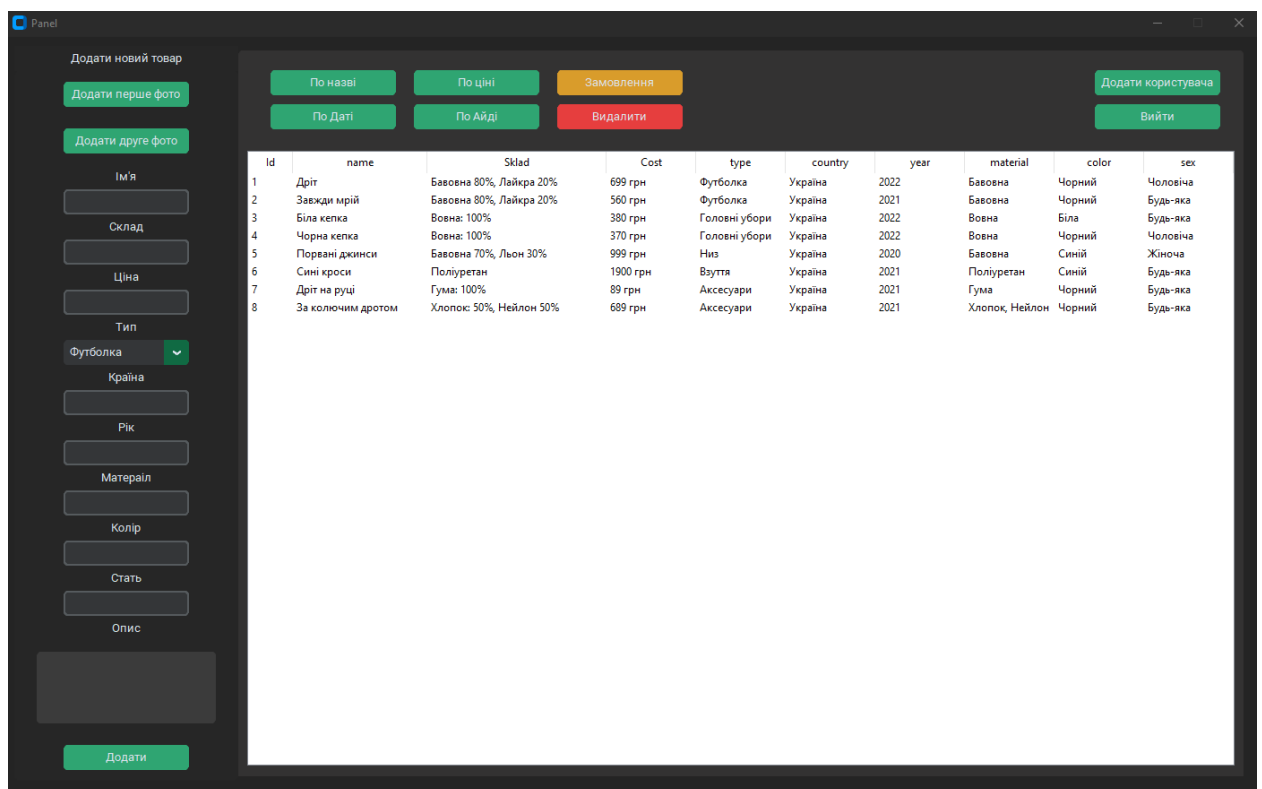 Panel
Додати новий товар
Додати перше фото
Додати друге фото
Ім'я
Склад
Ціна
Тип
Футболка
Країна
Рік
Матераіл
Колір
Стать
Опис
Додати
По назві По ціні Замовлення Додати користувача
По Даті По Айді Видалити Вийти
Id name Sklad Cost type country year material color sex
1 Дріт Бавовна 80%, Лайкра 20% 699 грн Футболка Україна 2022 Бавовна Чорний Чоловіча
2 Завжди мрій Бавовна 80%, Лайкра 20% 560 грн Футболка Україна 2021 Бавовна Чорний Будь-яка
3 Біла кепка Вовна: 100% 380 грн Головні убори Україна 2022 Вовна Біла Будь-яка
4 Чорна кепка Вовна: 100% 370 грн Головні убори Україна 2022 Вовна Чорний Чоловіча
5 Порвані джинси Бавовна 70%, Льон 30% 999 грн Низ Україна 2020 Бавовна Синій Жіноча
6 Сині кроси Поліуретан 1900 грн Взуття Україна 2021 Поліуретан Синій Будь-яка
7 Дріт на руці Гума: 100% 89 грн Аксесуари Україна 2021 Гума Чорний Будь-яка
8 За колючим дротом Хлопок: 50%, Нейлон 50% 689 грн Аксесуари Україна 2021 Хлопок, Нейлон Чорний Будь-яка